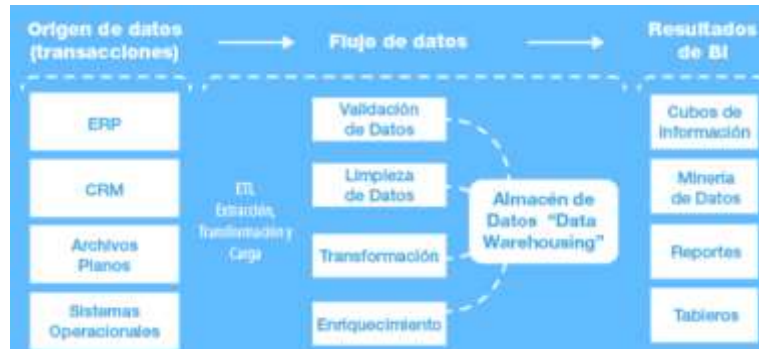 Origen de datos
(transacciones)
Flujo de datos
Resultados
de BI
ERP
CRM
Archivos
Planos
Sistemas
Operacionales
ETL
Extracción,
Transformación y
Carga
Validación
de Datos
Limpieza
de Datos
Transformación
Enriquecimiento
Almacén de
Datos “Data
Warehousing”
Cubos de
Información
Minería
de Datos
Reportes
Tableros